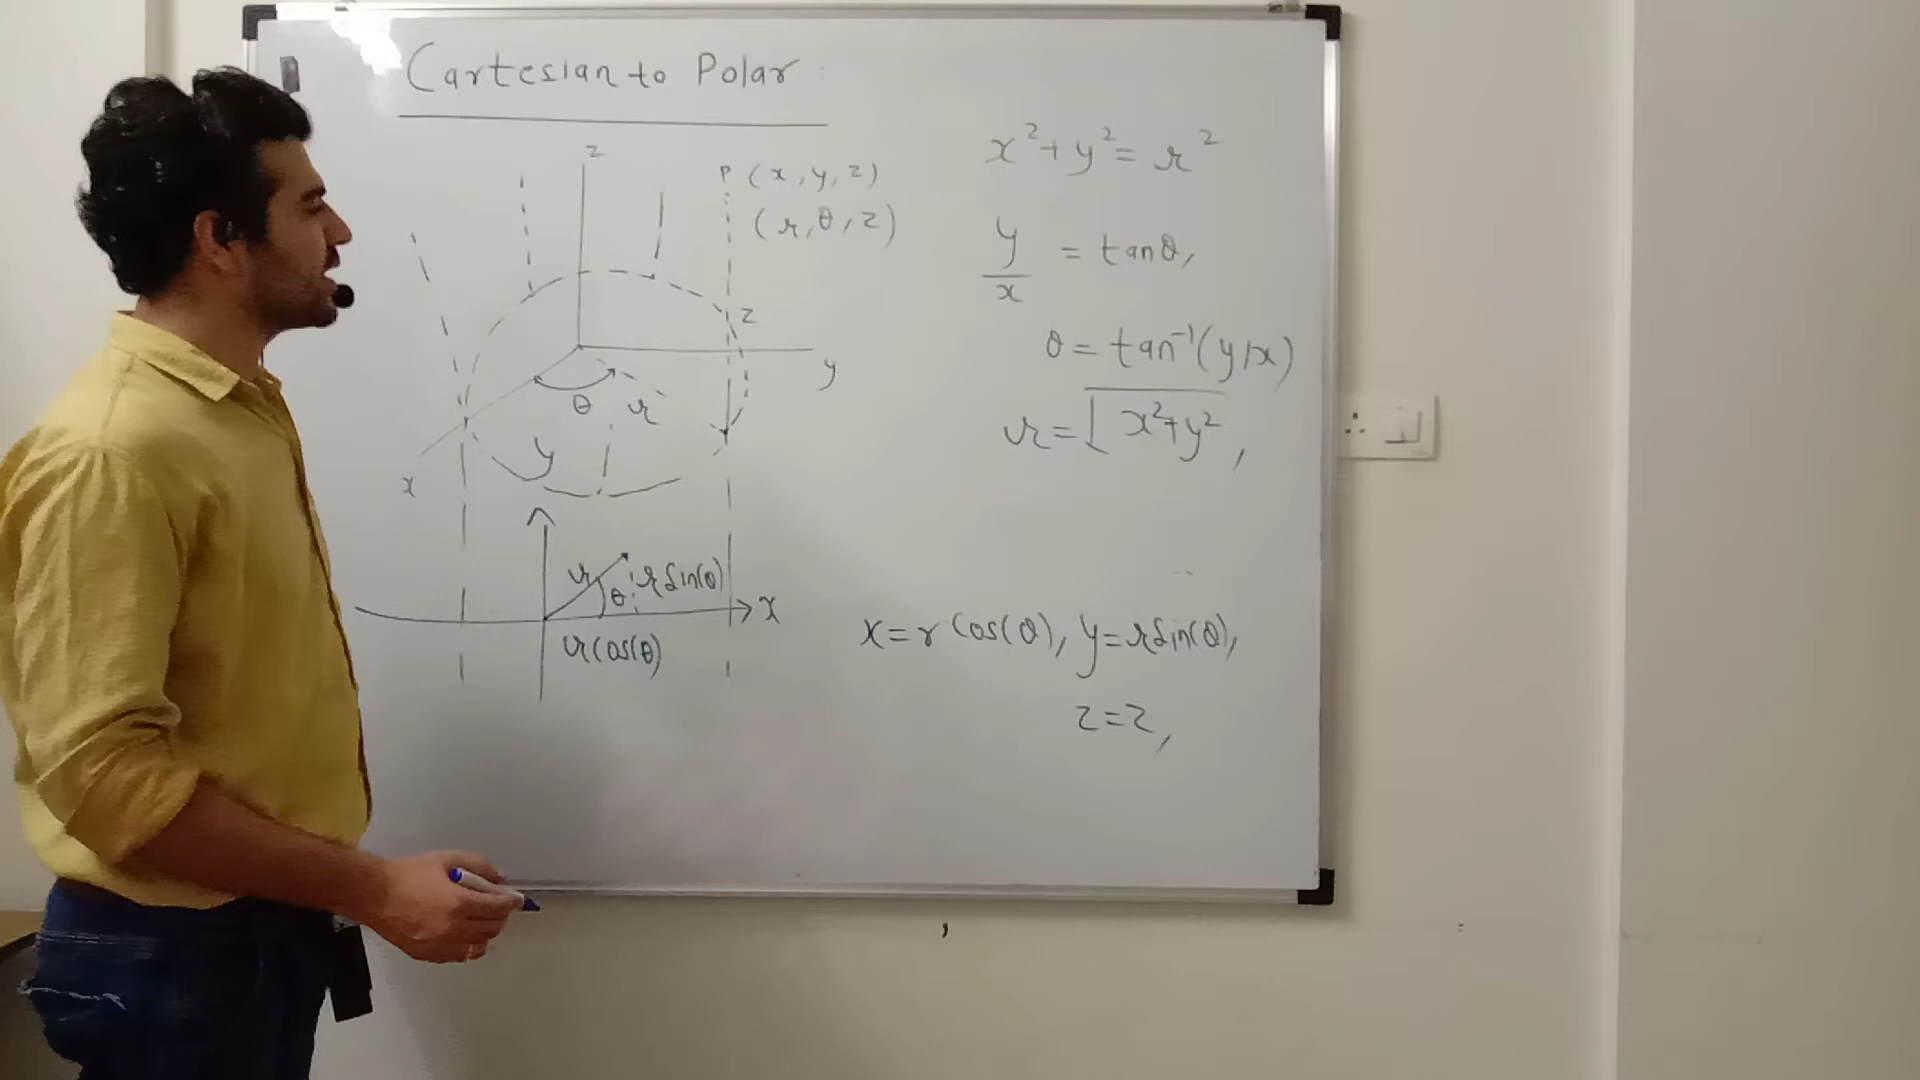 Cartesian to Polar :
z
P (x, y, z)
(r, θ, z)
z
y
θ r
x
y
r θ r Sin(θ)
x
r Cos(θ)
x² + y² = r²
y/x = tanθ,
θ = tan⁻¹(y/x)
r = √x²+y²,
x = r Cos(θ), y = r Sin(θ),
z = z,